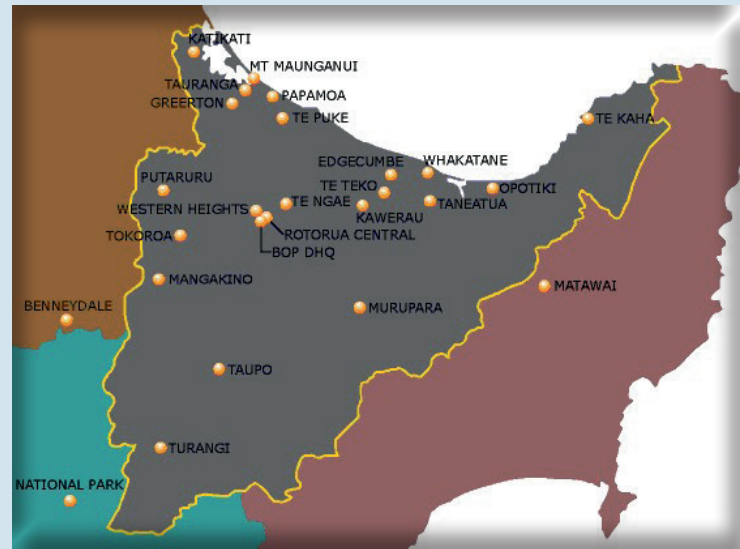 KATIKATI
MT MAUNGANUI
TAURANGA
PAPAMOA
GREERTON
TE PUKE
TE KAHA
EDGECUMBE
WHAKATANE
PUTARURU
TE TEKO
OPOTIKI
WESTERN HEIGHTS
TE NGAE
TANEATUA
KAWERAU
TOKOROA
ROTORUA CENTRAL
BOP DHQ
MANGAKINO
MATAWAI
BENNEYDALE
MURUPARA
TAUPO
TURANGI
NATIONAL PARK